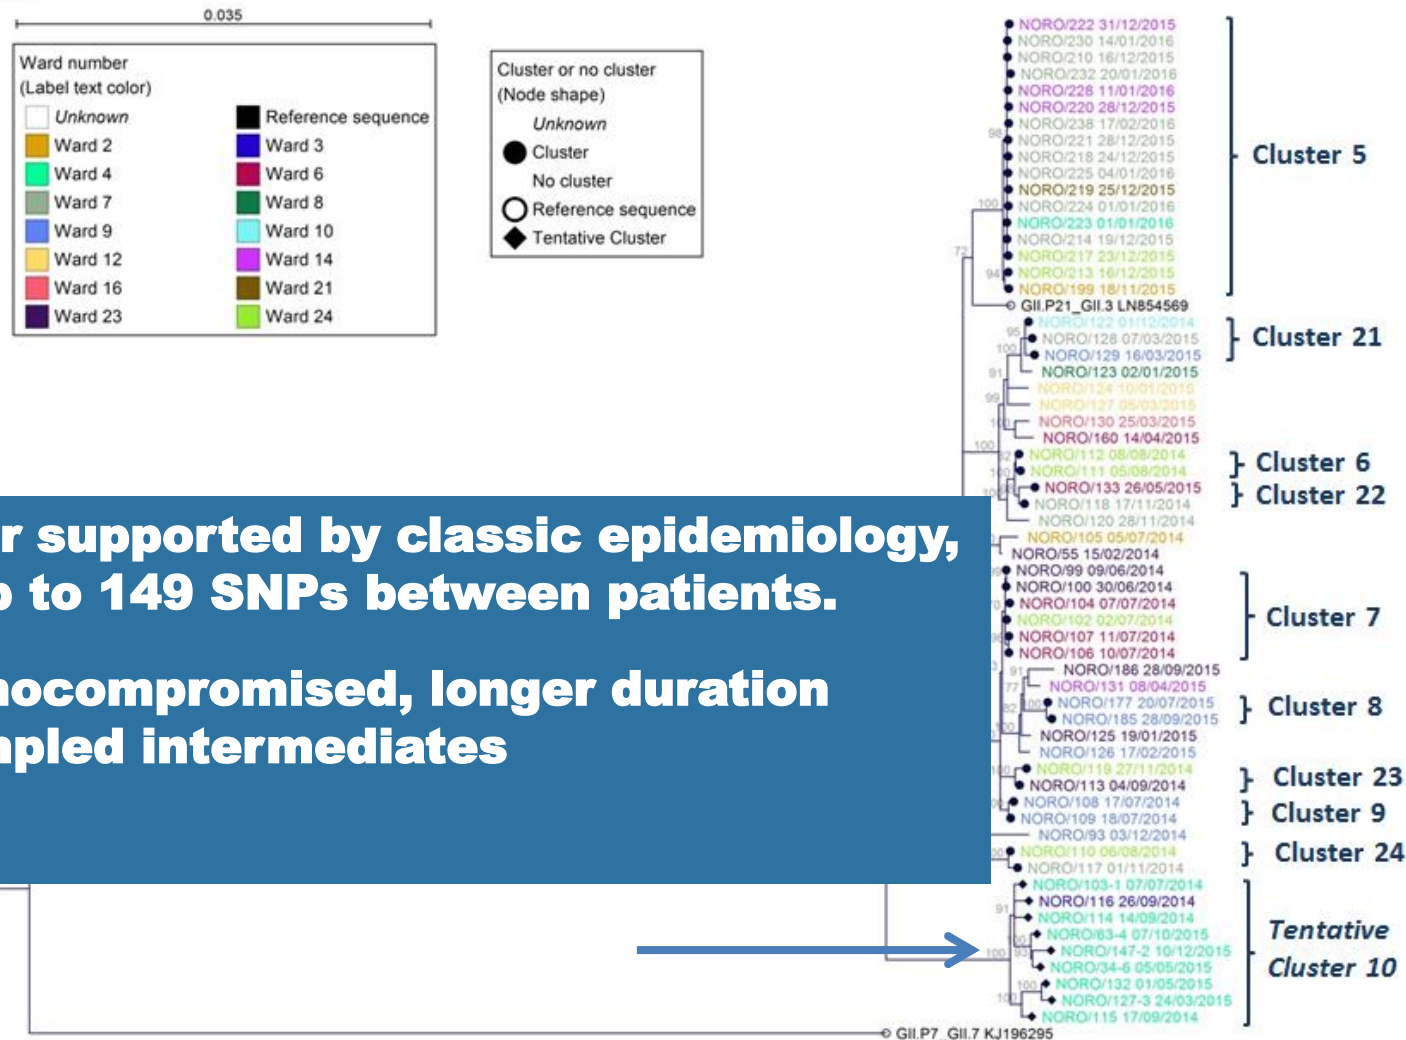 0.035
Ward number
(Label text color)
Unknown
Reference sequence
Ward 2
Ward 3
Ward 4
Ward 6
Ward 7
Ward 8
Ward 9
Ward 10
Ward 12
Ward 14
Ward 16
Ward 21
Ward 23
Ward 24
Cluster or no cluster
(Node shape)
Unknown
Cluster
No cluster
Reference sequence
Tentative Cluster
NORO/222 31/12/2015
NORO/230 14/01/2016
NORO/210 16/12/2015
NORO/232 20/01/2016
NORO/228 11/01/2016
NORO/220 28/12/2015
NORO/238 17/02/2016
98
NORO/221 28/12/2015
Cluster 5
NORO/218 24/12/2015
NORO/225 04/01/2016
NORO/219 25/12/2015
100
NORO/224 01/01/2016
NORO/223 01/01/2016
NORO/214 19/12/2015
72
NORO/217 23/12/2015
94
NORO/213 16/12/2015
NORO/199 18/11/2015
GII.P21_GII.3 LN854569
NORO/122 01/12/2014
95
NORO/128 07/03/2015
Cluster 21
100
NORO/129 16/03/2015
91
NORO/123 02/01/2015
NORO/124 10/01/2015
99
NORO/127 05/03/2015
100
NORO/130 25/03/2015
NORO/160 14/04/2015
100
NORO/112 08/08/2014
Cluster 6
NORO/111 05/08/2014
NORO/133 26/05/2015
Cluster 22
NORO/118 17/11/2014
NORO/120 28/11/2014
r supported by classic epidemiology,
NORO/105 05/07/2014
NORO/55 15/02/2014
NORO/99 09/06/2014
to 149 SNPs between patients.
NORO/100 30/06/2014
NORO/104 07/07/2014
NORO/102 02/07/2014
Cluster 7
NORO/107 11/07/2014
NORO/106 10/07/2014
nocompromised, longer duration
91
NORO/186 28/09/2015
77
NORO/131 08/04/2015
100
NORO/177 20/07/2015
Cluster 8
82
NORO/185 28/09/2015
mpled intermediates
NORO/125 19/01/2015
NORO/126 17/02/2015
NORO/119 27/11/2014
Cluster 23
NORO/113 04/09/2014
NORO/108 17/07/2014
Cluster 9
NORO/109 18/07/2014
NORO/93 03/12/2014
NORO/110 06/08/2014
Cluster 24
NORO/117 01/11/2014
NORO/103-1 07/07/2014
NORO/116 26/09/2014
91
NORO/114 14/09/2014
NORO/63-4 07/10/2015
Tentative
100
93
NORO/147-2 10/12/2015
Cluster 10
NORO/34-6 05/05/2015
100
NORO/132 01/05/2015
100
NORO/127-3 24/03/2015
NORO/115 17/09/2014
GII.P7_GII.7 KJ196295